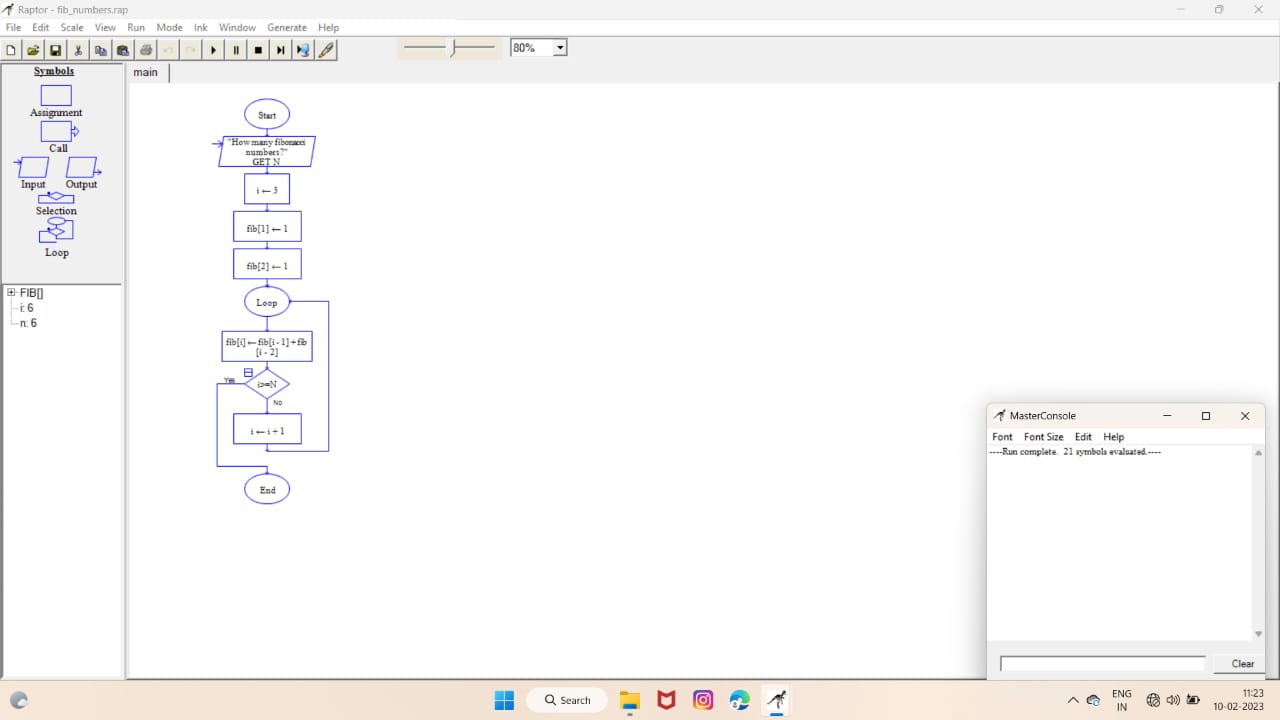 Raptor - fib_numbers.rap
File Edit Scale View Run Mode Ink Window Generate Help
80%
Symbols
Assignment
Call
Input Output
Selection
Loop
FIB[]
i: 6
n: 6
main
Start
"How many fibonacci
numbers?"
GET N
i ← 3
fib[1] ← 1
fib[2] ← 1
Loop
fib[i] ← fib[i - 1] + fib
[i - 2]
Yes
i>=N
No
i ← i + 1
End
MasterConsole
Font Font Size Edit Help
----Run complete. 21 symbols evaluated.----
Clear
Search
ENG
IN
11:23
10-02-2023